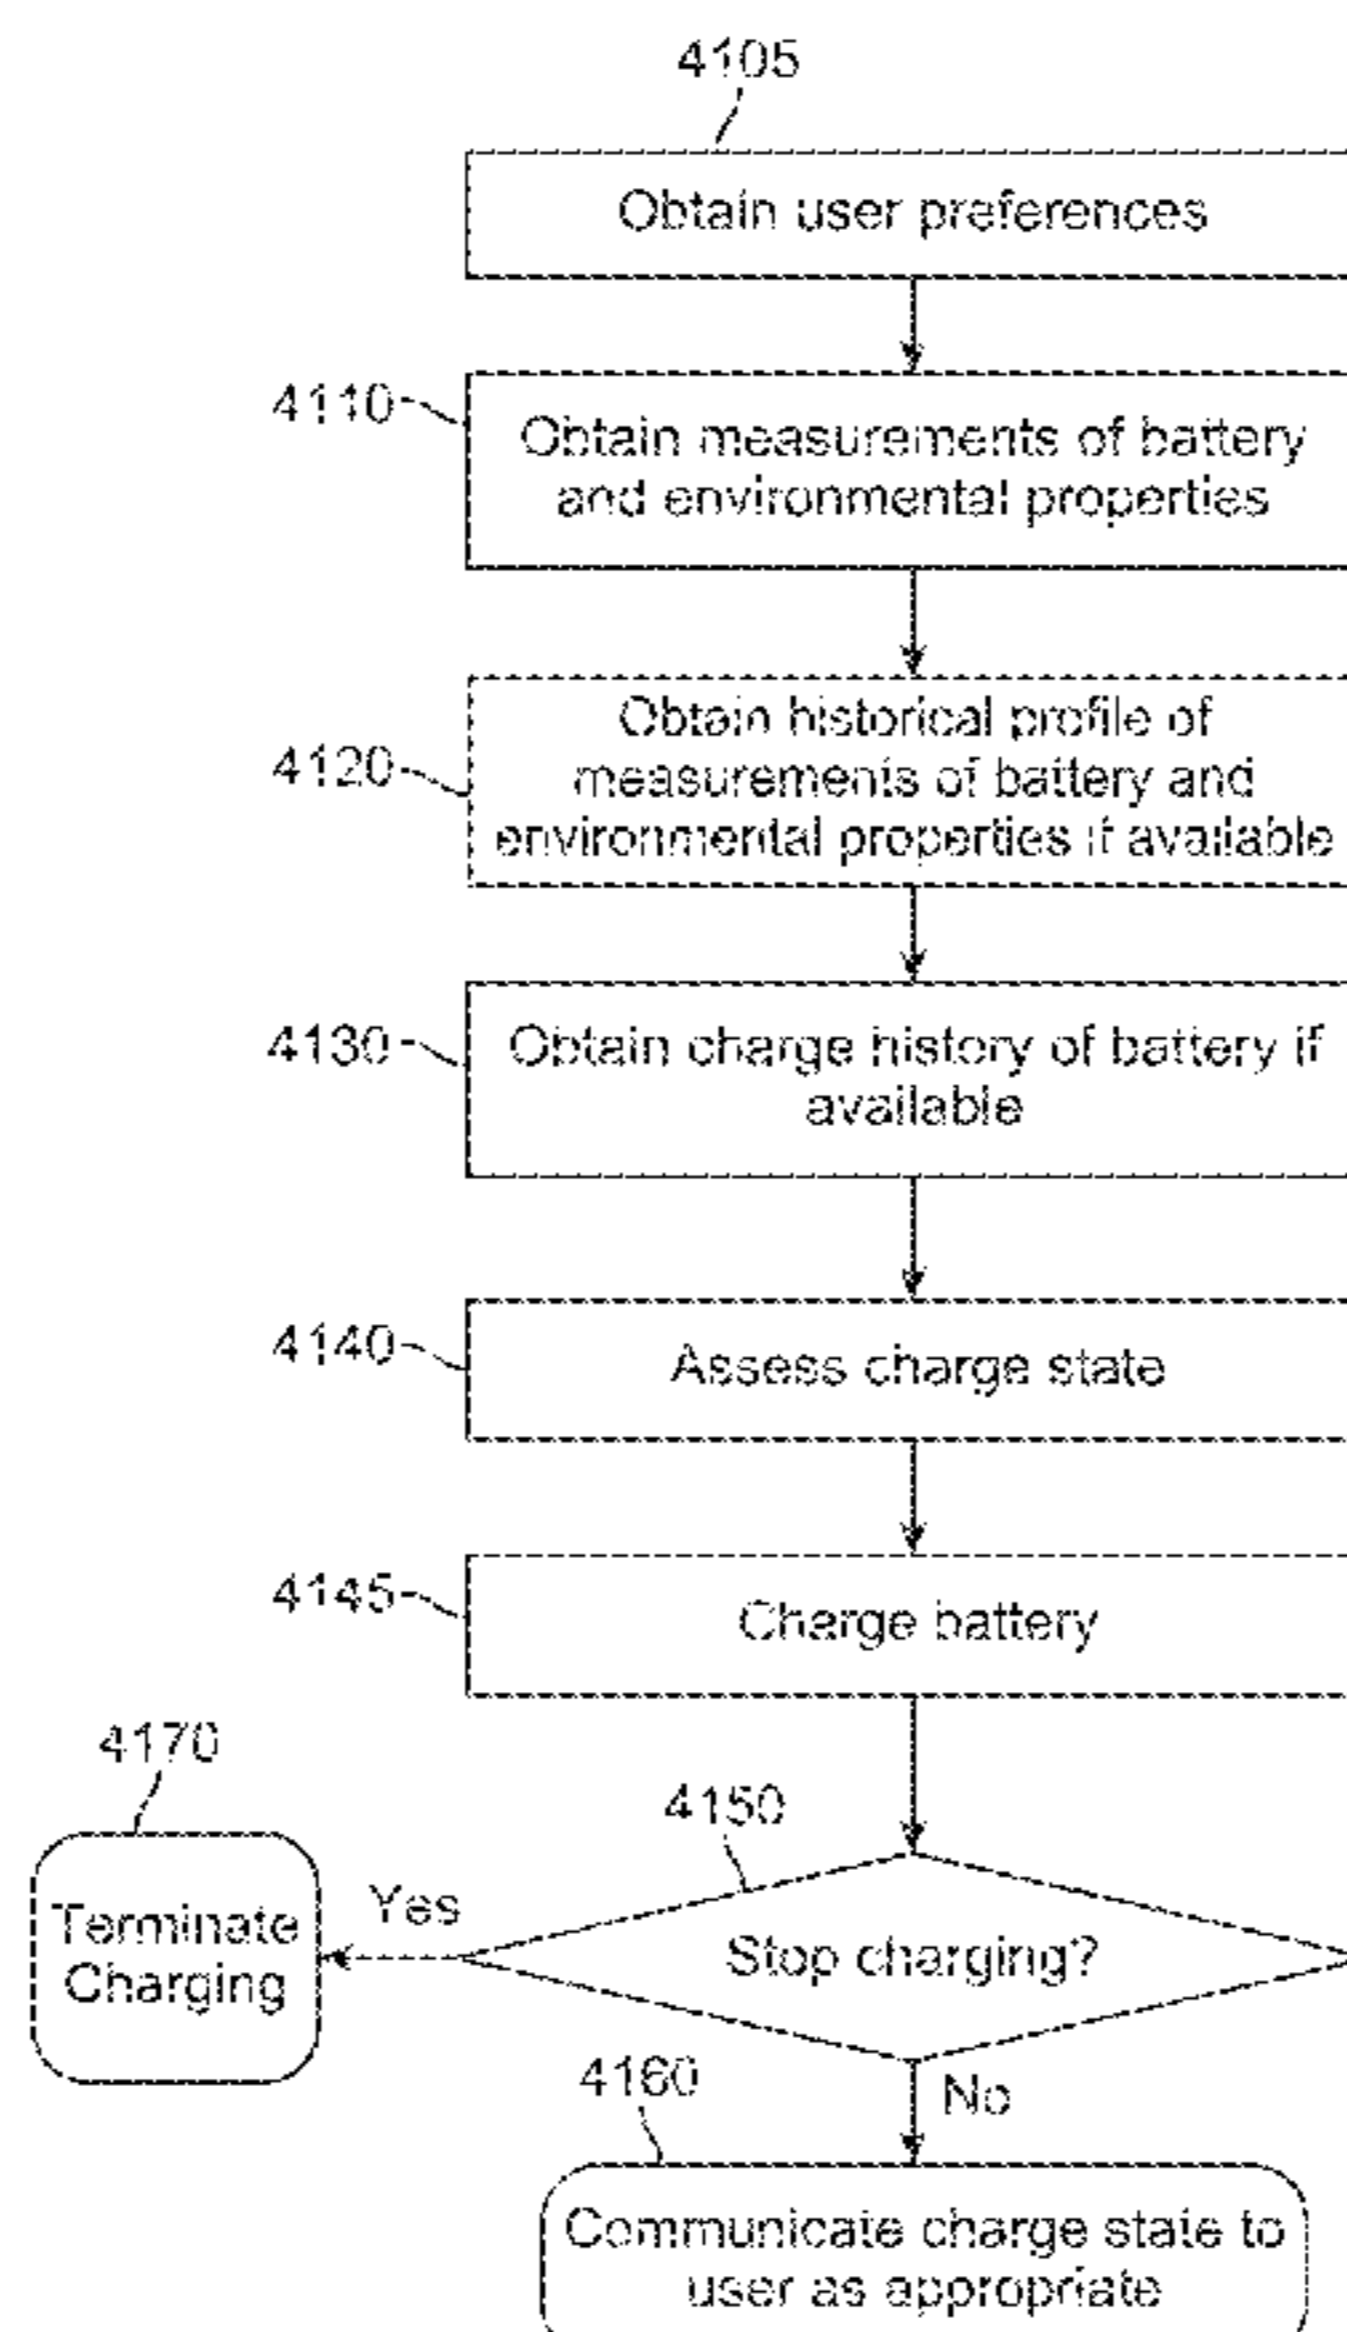 4105
Obtain user preferences
4110
Obtain measurements of battery
and environmental properties
4120
Obtain historical profile of
measurements of battery and
environmental properties if available
4130
Obtain charge history of battery if
available
4140
Assess charge state
4145
Charge battery
4170
4150
Terminate
Charging
Yes
Stop charging?
4160
No
Communicate charge state to
user as appropriate